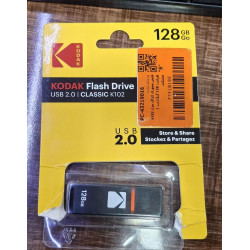 KODAK
128 GB
Go
KODAK Flash Drive
USB 2.0 | CLASSIC K102
USB
2.0
Store & Share
Stockez & Partagez
128GB